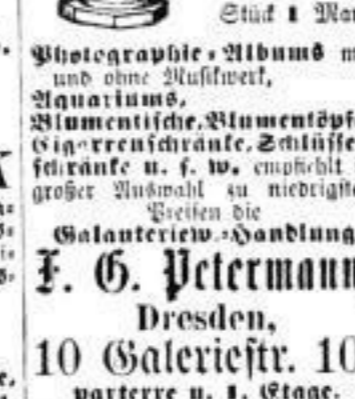 Stück 1 Mar
Photographie-Albums m
und ohne Musikwerk,
Aquariums,
Blumentische, Blumentöpf
Cigarrenschränke, Schlüsse
schränke u. s. w. empfiehlt
großer Auswahl zu niedrigste
Preisen die
Galanteriew.-Handlung
F. G. Petermann
Dresden,
10 Galeriestr. 10
parterre u. 1. Etage.